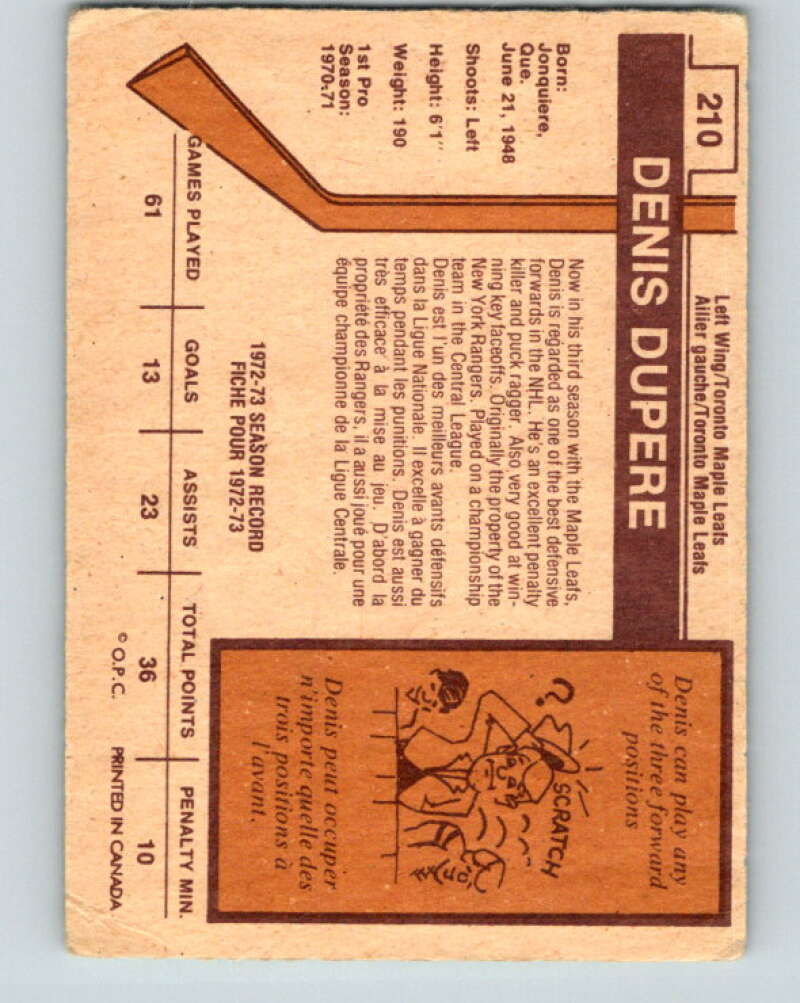 210
Left Wing/Toronto Maple Leafs
Ailier gauche/Toronto Maple Leafs
DENIS DUPERE
Born:
Jonquiere,
Que.
June 21, 1948
Shoots: Left
Height: 6'1"
Weight: 190
1st Pro
Season:
1970-71
Now in his third season with the Maple Leafs,
Denis is regarded as one of the best defensive
forwards in the NHL. He's an excellent penalty
killer and puck ragger. Also very good at win-
ning key faceoffs. Originally the property of the
New York Rangers. Played on a championship
team in the Central League.
Denis est l'un des meilleurs avants défensifs
dans la Ligue Nationale. Il excelle à gagner du
temps pendant les punitions. Denis est aussi
très efficace à la mise au jeu. D'abord la
propriété des Rangers, il a aussi joué pour une
équipe championne de la Ligue Centrale.
Denis can play any
of the three forward
positions
?
SCRATCH
Denis peut occuper
n'importe quelle des
trois positions à
l'avant.
1972-73 SEASON RECORD
FICHE POUR 1972-73
GAMES PLAYED GOALS ASSISTS TOTAL POINTS PENALTY MIN.
61 13 23 36 10
© O.P.C. PRINTED IN CANADA